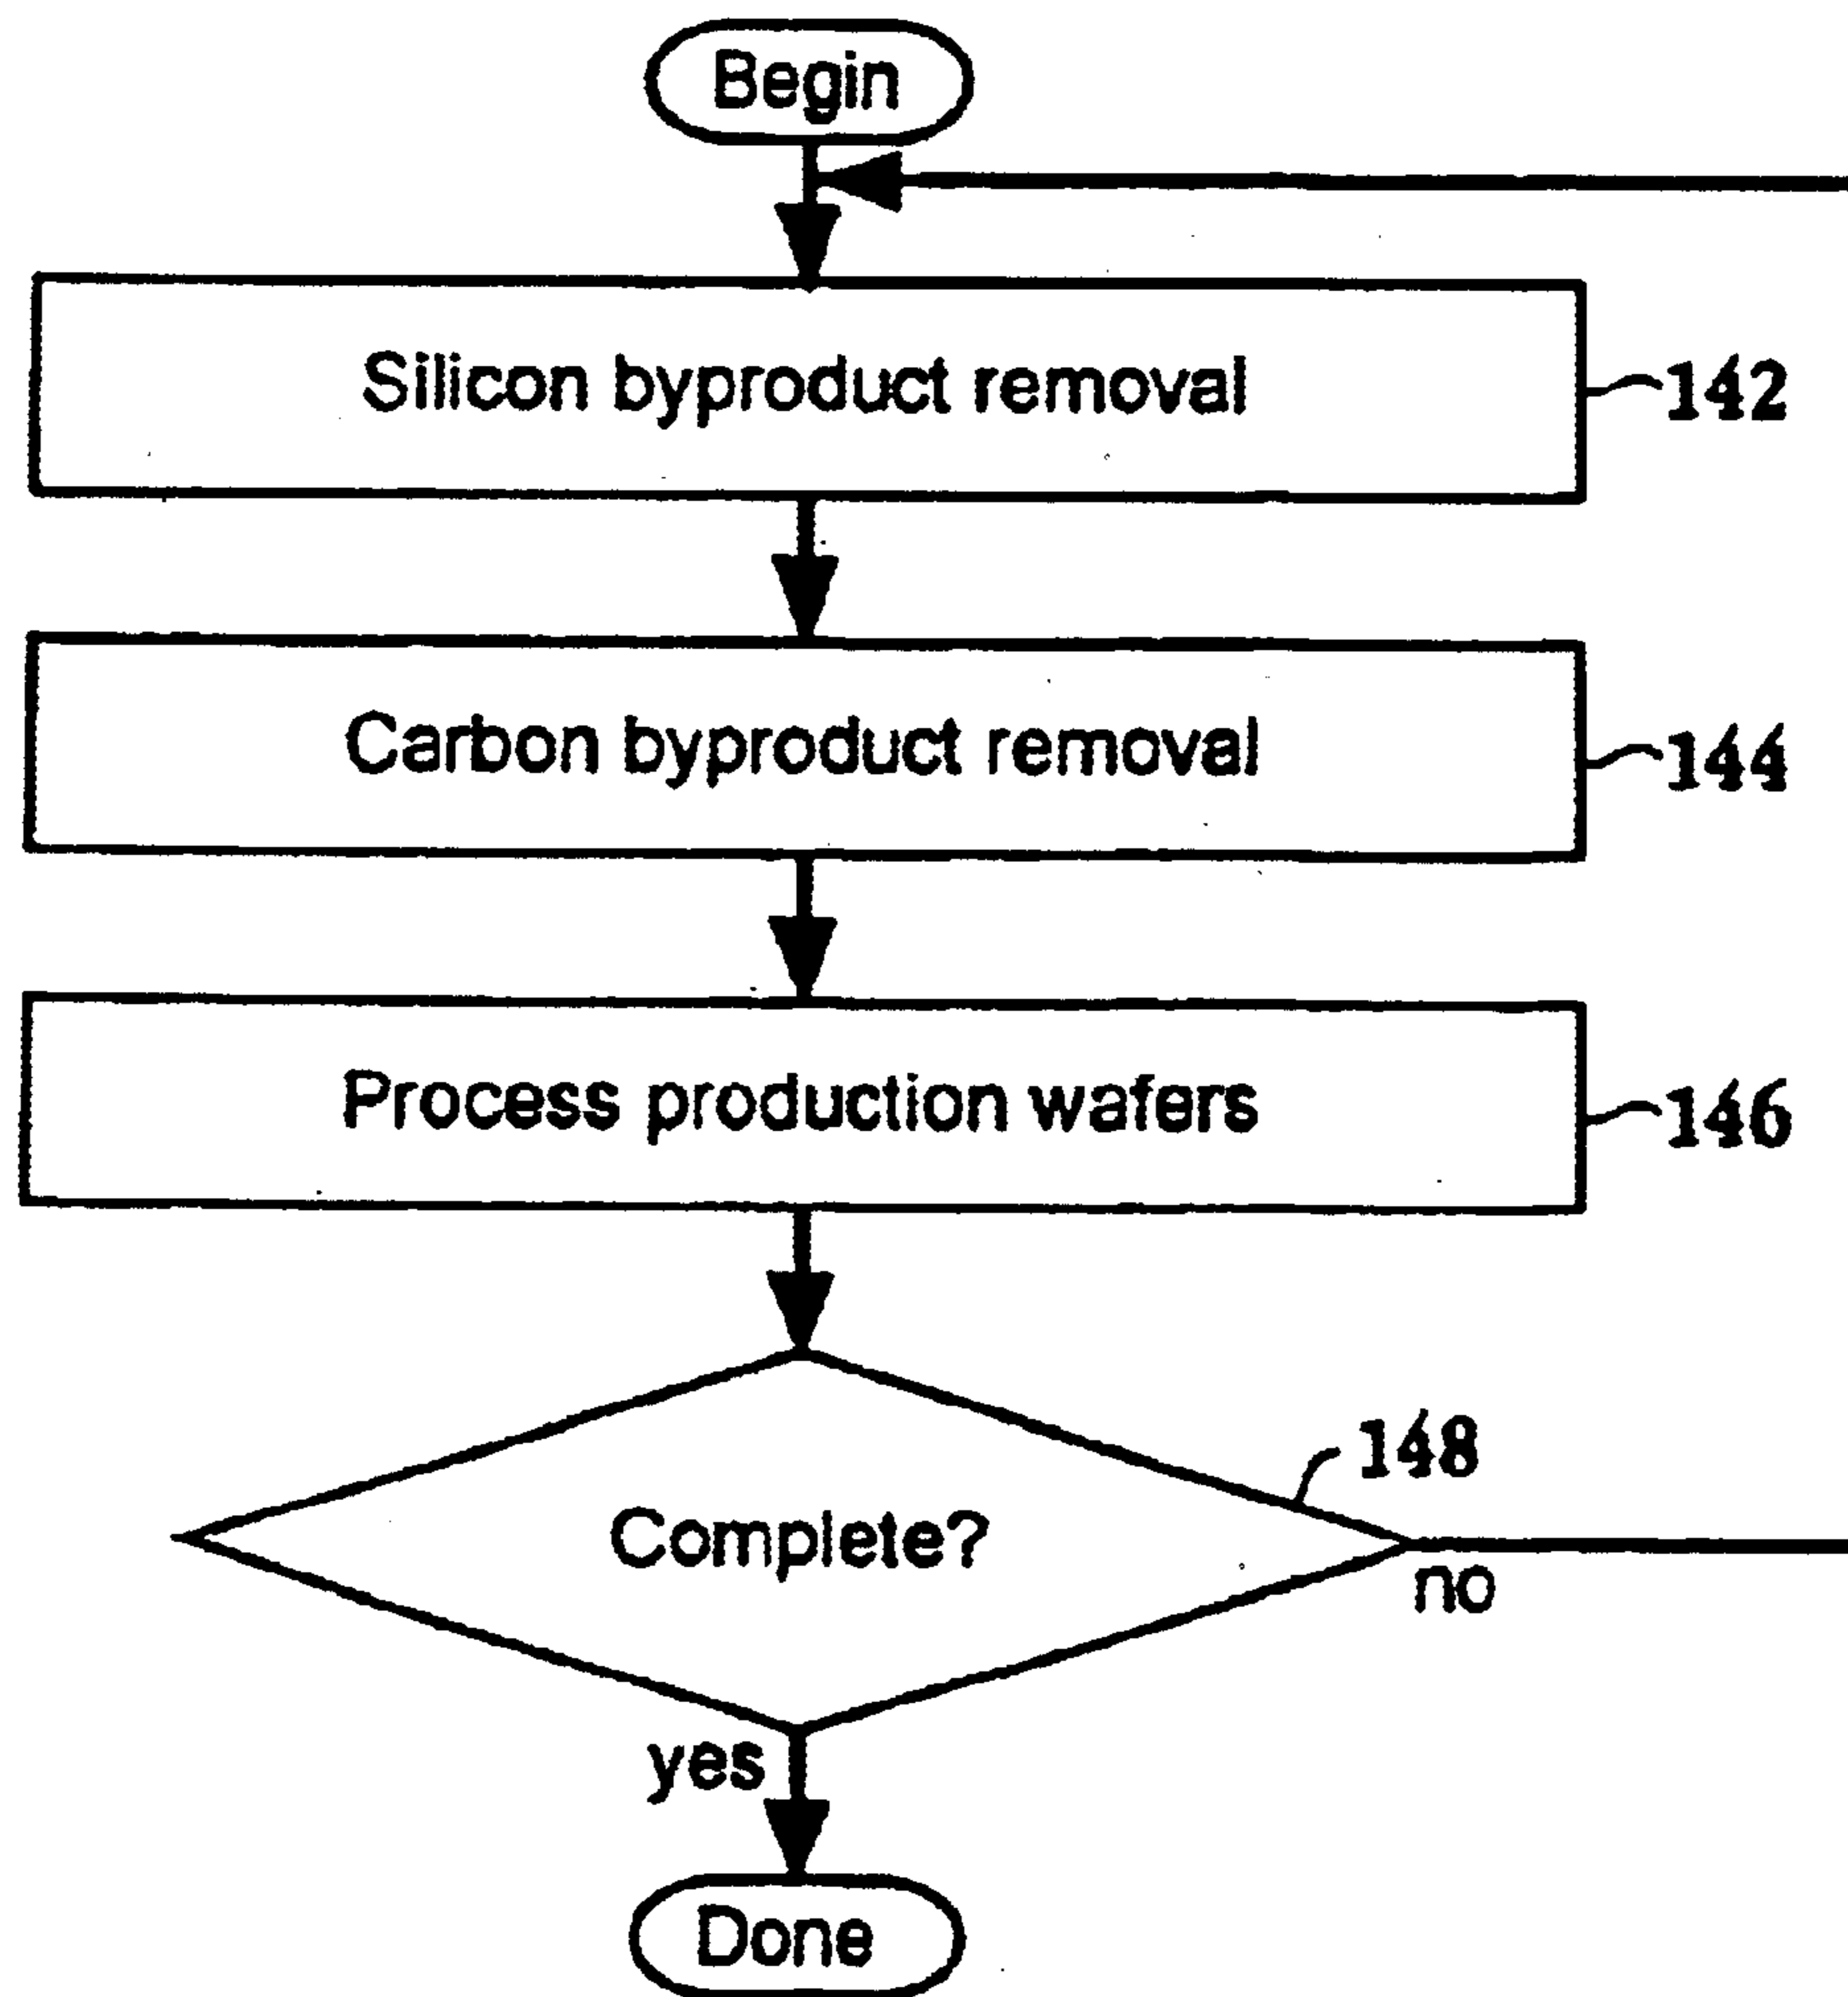 Begin
Silicon byproduct removal
142
Carbon byproduct removal
144
Process production wafers
146
148
Complete?
no
yes
Done